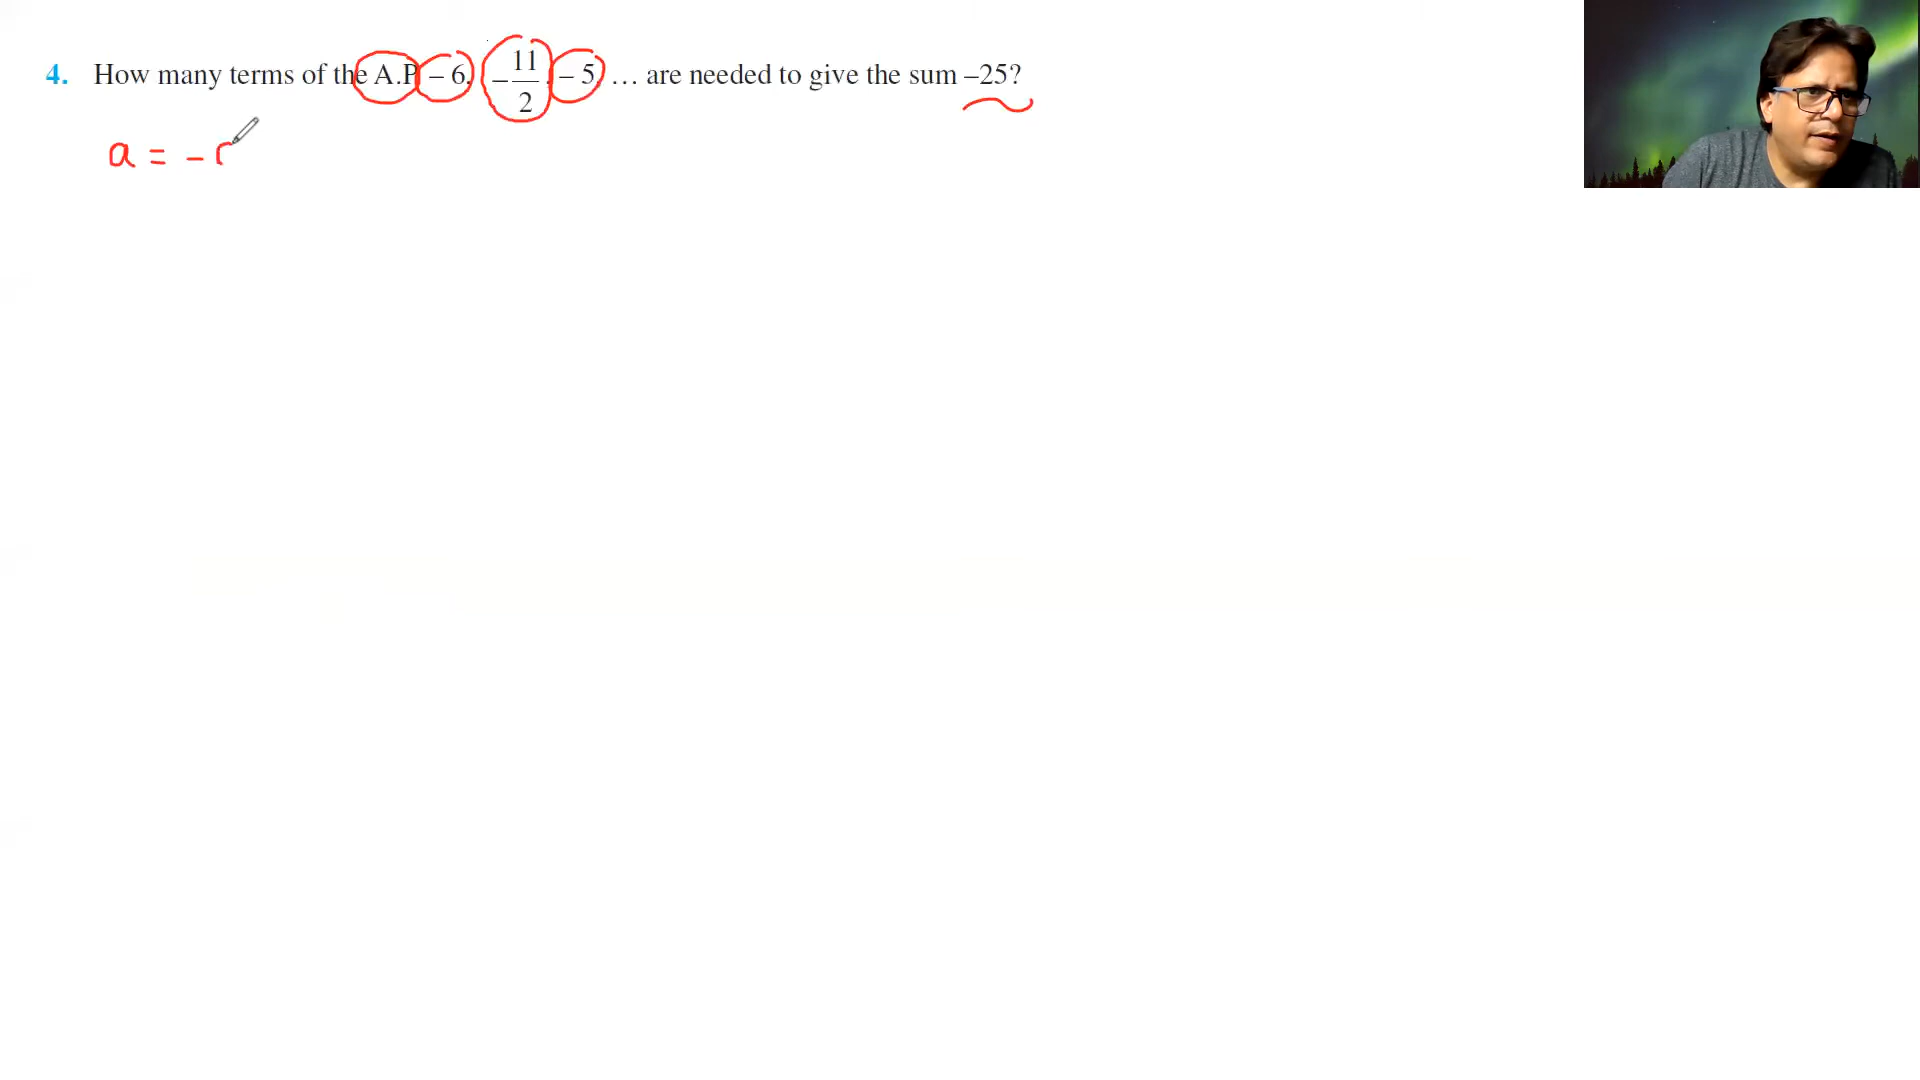 4. How many terms of the A.P. – 6, –11/2, – 5, … are needed to give the sum –25?
a = –